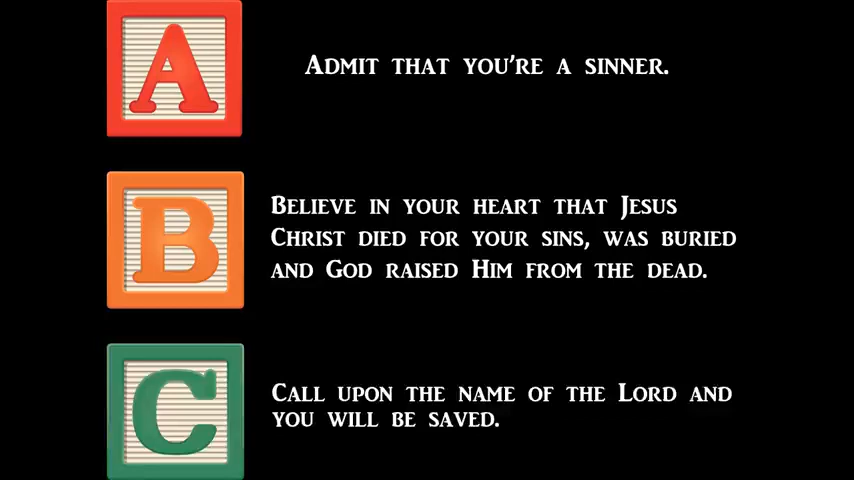 A
Admit that you're a sinner.
B
Believe in your heart that Jesus
Christ died for your sins, was buried
and God raised Him from the dead.
C
Call upon the name of the Lord and
you will be saved.